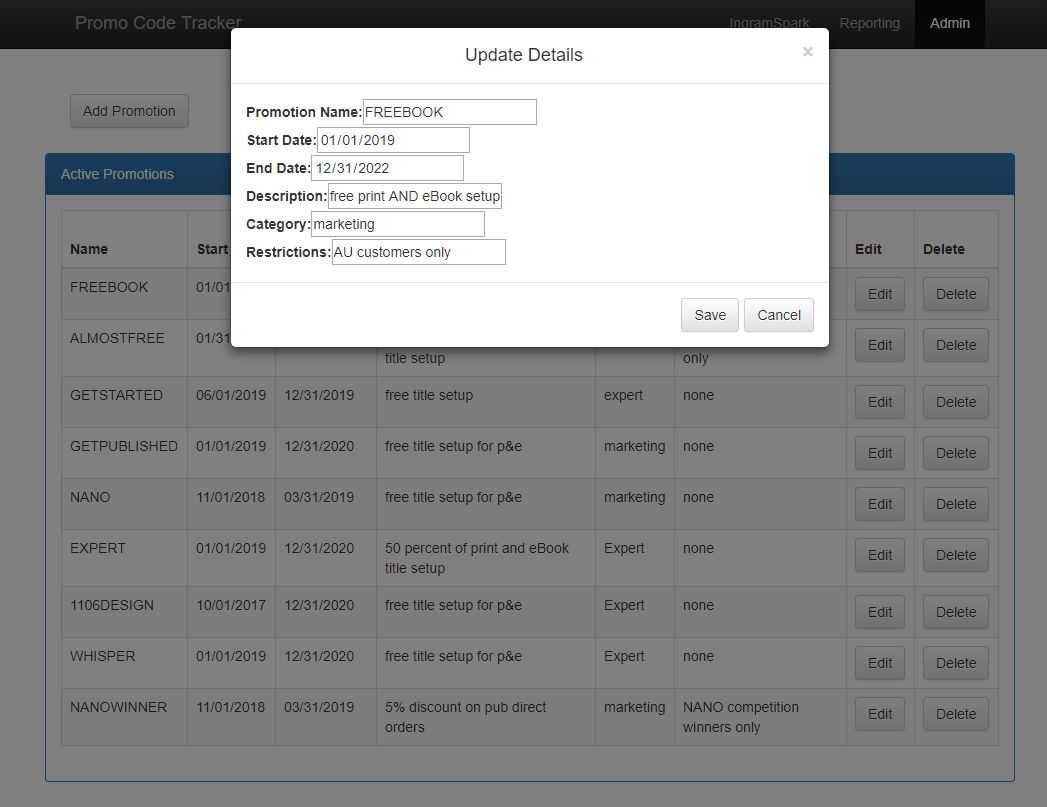 Promo Code Tracker
IngramSpark Reporting Admin
Update Details
×
Add Promotion
Promotion Name: FREEBOOK
Start Date: 01/01/2019
End Date: 12/31/2022
Description: free print AND eBook setup
Category: marketing
Restrictions: AU customers only
Save Cancel
Active Promotions
Name Start Edit Delete
FREEBOOK 01/01 Edit Delete
ALMOSTFREE 01/31 Edit Delete
title setup only
GETSTARTED 06/01/2019 12/31/2019 free title setup expert none Edit Delete
GETPUBLISHED 01/01/2019 12/31/2020 free title setup for p&e marketing none Edit Delete
NANO 11/01/2018 03/31/2019 free title setup for p&e marketing none Edit Delete
EXPERT 01/01/2019 12/31/2020 50 percent of print and eBook Expert none Edit Delete
title setup
1106DESIGN 10/01/2017 12/31/2020 free title setup for p&e Expert none Edit Delete
WHISPER 01/01/2019 12/31/2020 free title setup for p&e Expert none Edit Delete
NANOWINNER 11/01/2018 03/31/2019 5% discount on pub direct marketing NANO competition Edit Delete
orders winners only